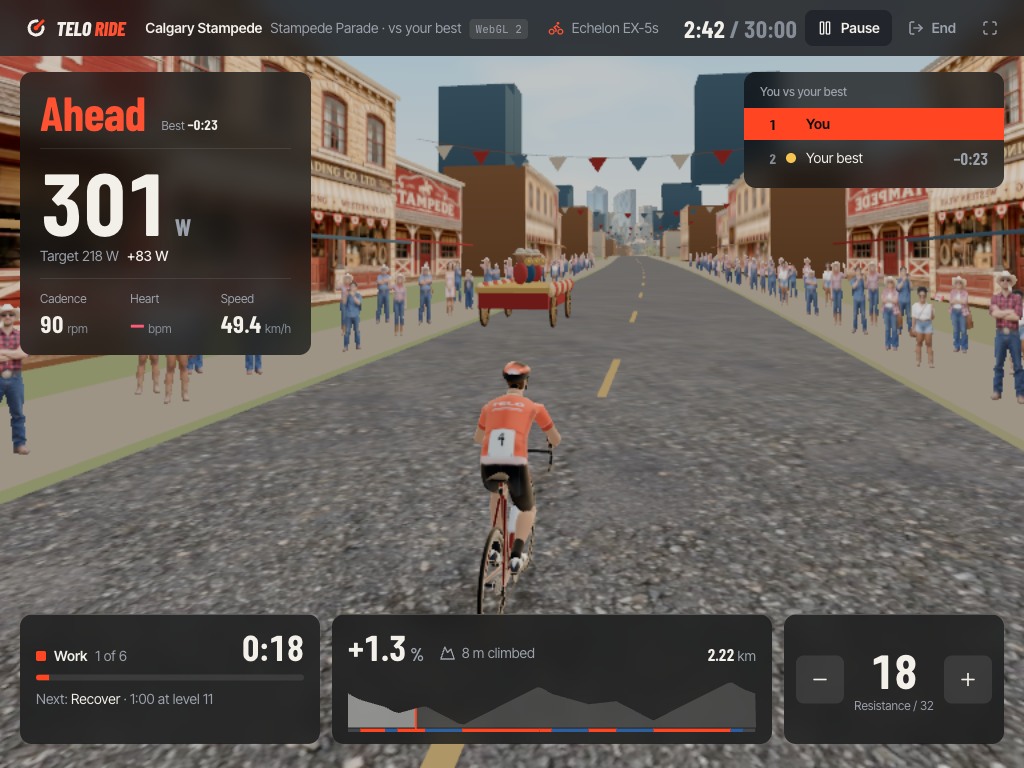 TELO RIDE Calgary Stampede Stampede Parade · vs your best WebGL 2 Echelon EX-5s 2:42 / 30:00 Pause End
Ahead Best −0:23
301 W
Target 218 W +83 W
Cadence Heart Speed
90 rpm — bpm 49.4 km/h
You vs your best
1 You
2 Your best −0:23
TAMPEDE
TELO
4
Work 1 of 6 0:18
Next: Recover · 1:00 at level 11
+1.3 % 8 m climbed 2.22 km
− 18 +
Resistance / 32